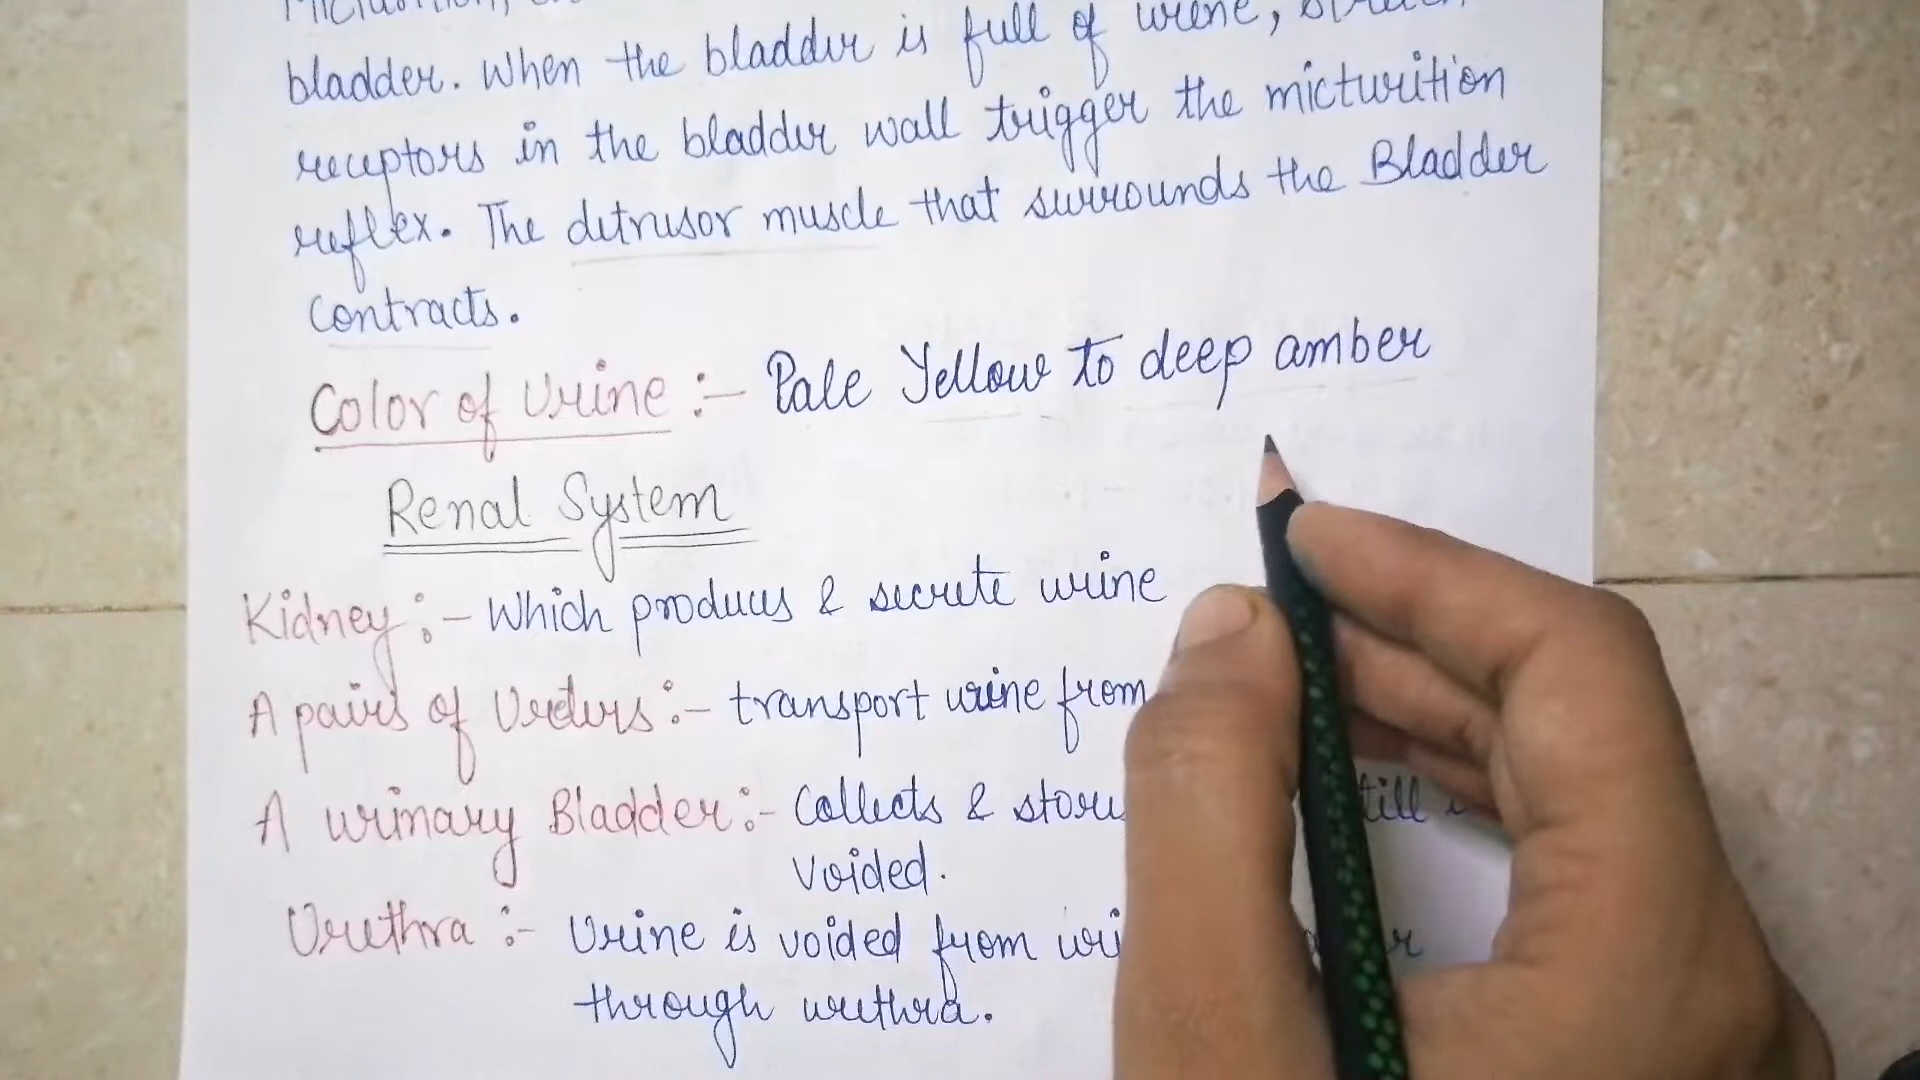 bladder. When the bladder is full of urine,
receptors in the bladder wall trigger the micturition
reflex. The detrusor muscle that surrounds the Bladder
contracts.
Color of Urine :- Pale Yellow to deep amber
Renal System
Kidney :- Which produces & secrete urine
A pairs of Ureters :- transport urine from
A urinary Bladder :- Collects & store till
Voided.
Urethra :- Urine is voided from
through urethra.